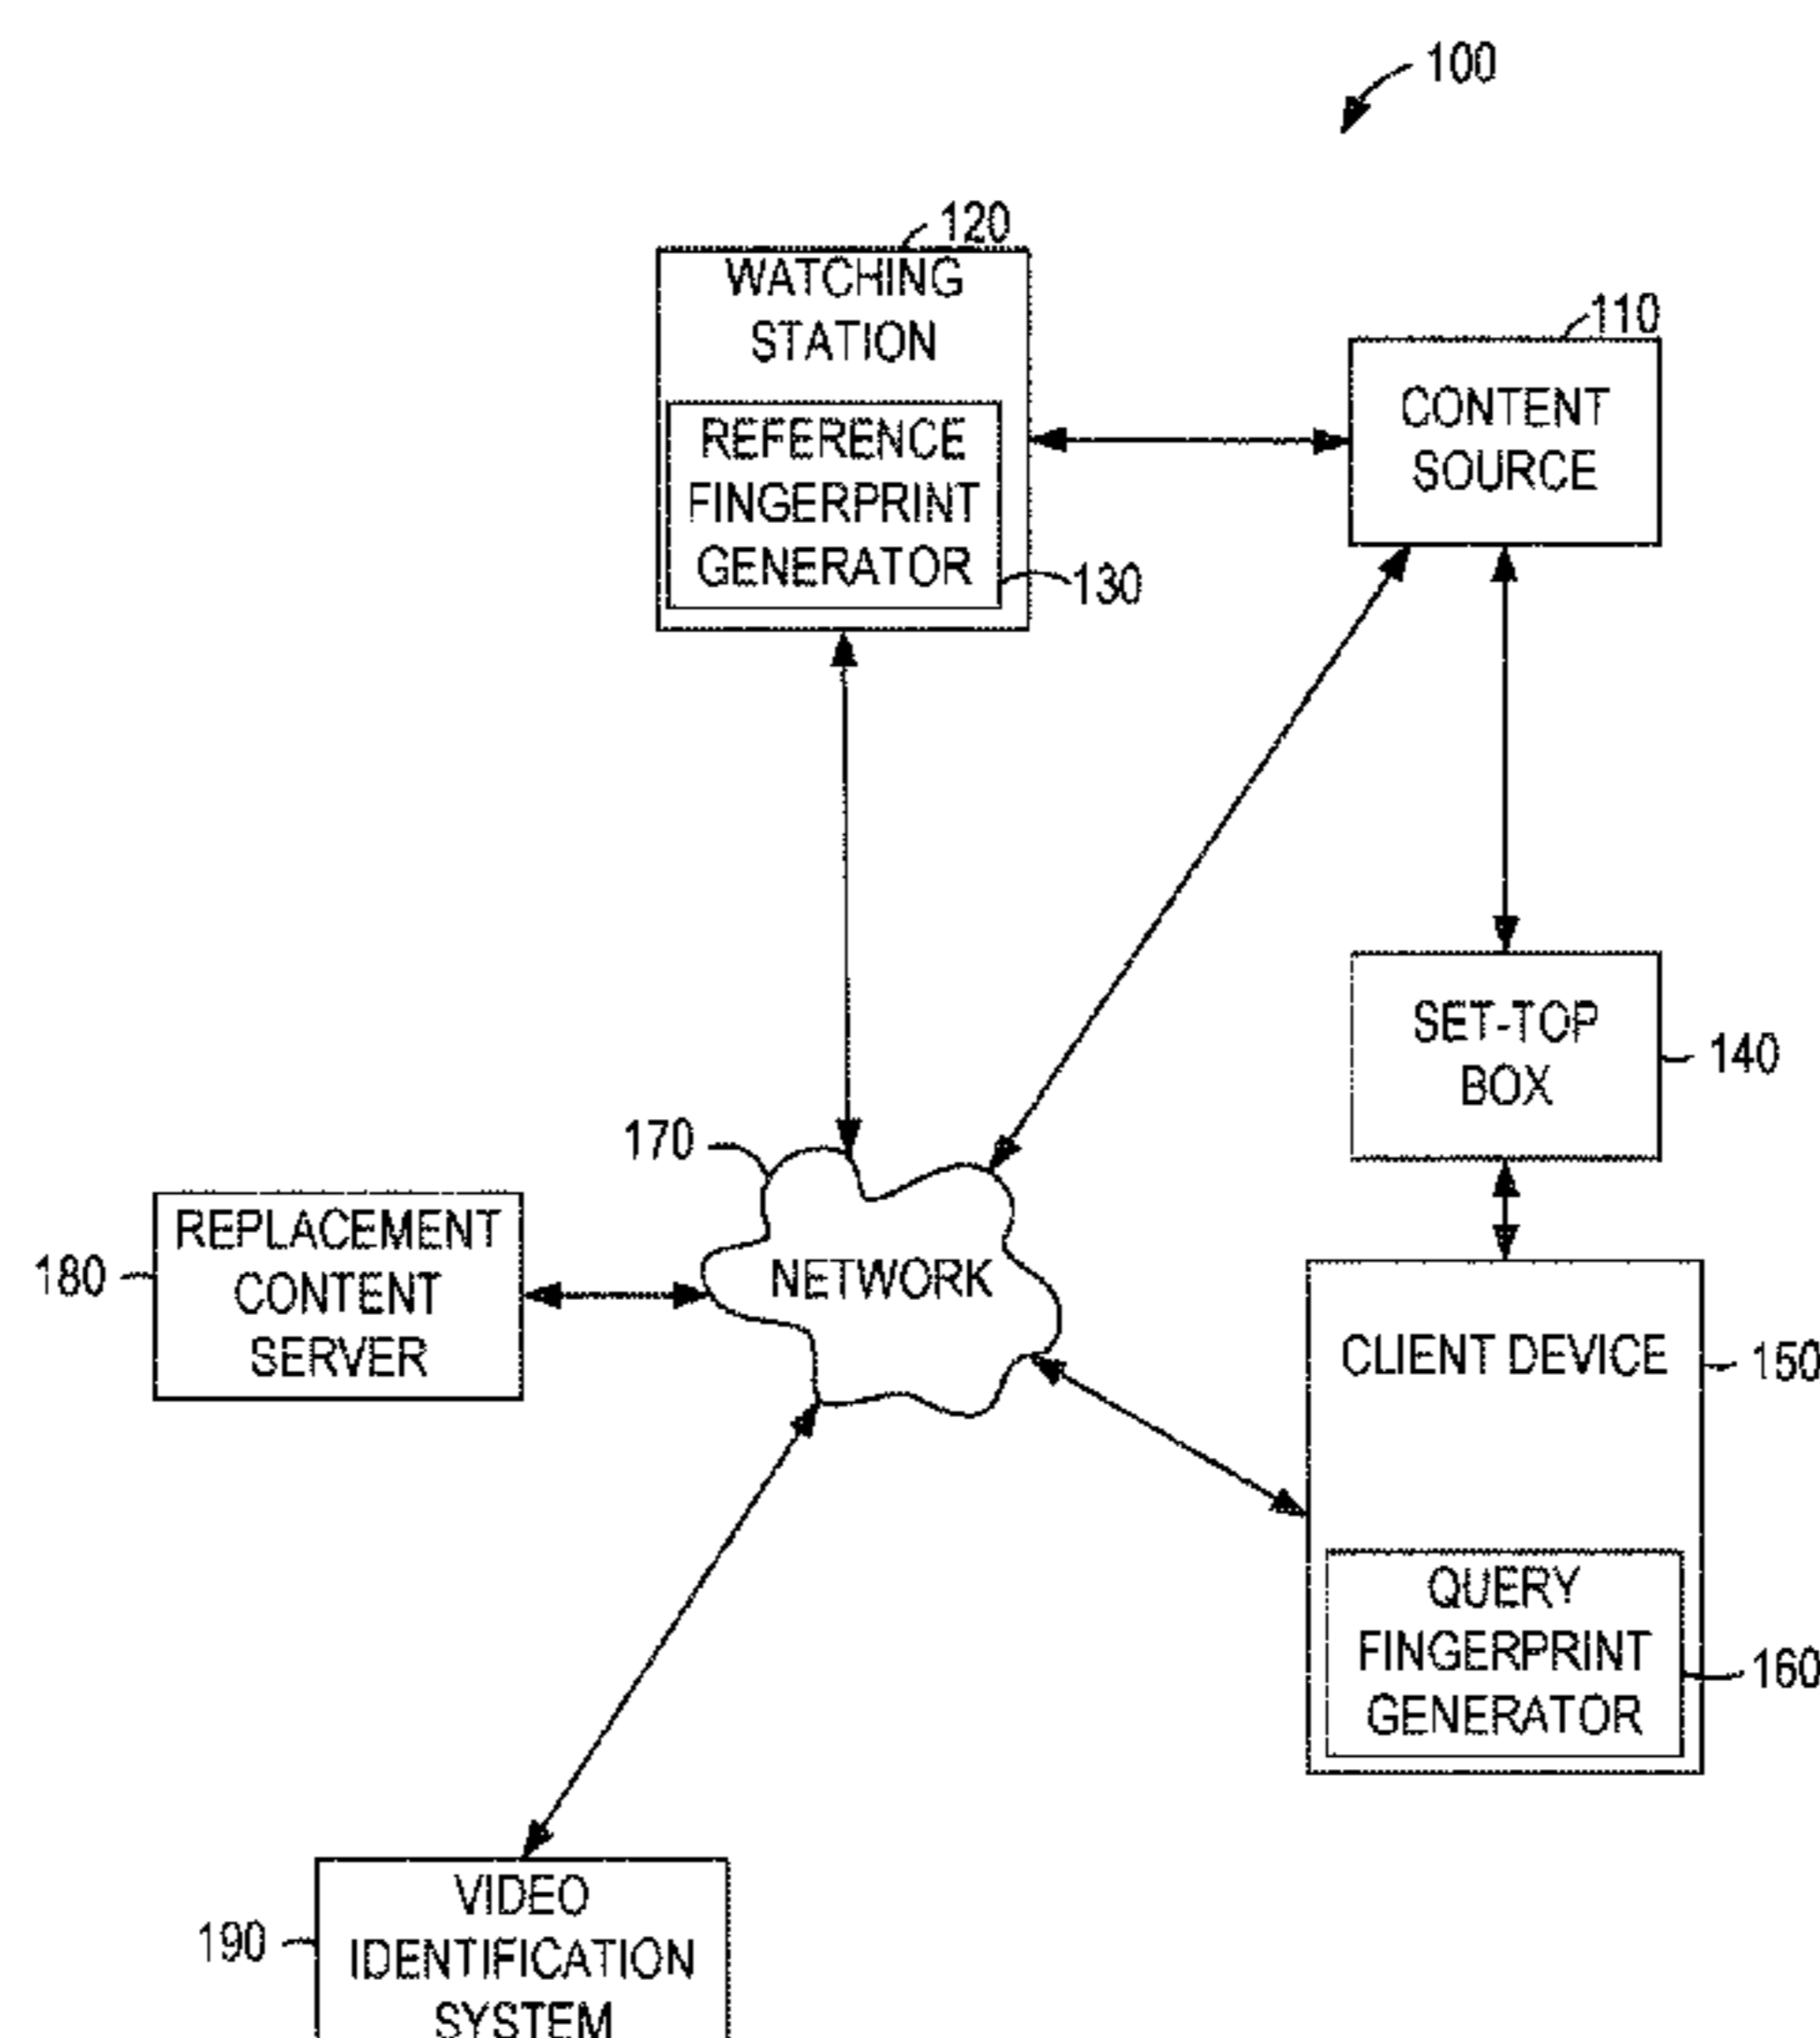 100
120
WATCHING
STATION
110
CONTENT
SOURCE
REFERENCE
FINGERPRINT
GENERATOR
130
SET-TOP
BOX
140
170
NETWORK
180
REPLACEMENT
CONTENT
SERVER
CLIENT DEVICE
150
QUERY
FINGERPRINT
GENERATOR
160
190
VIDEO
IDENTIFICATION
SYSTEM